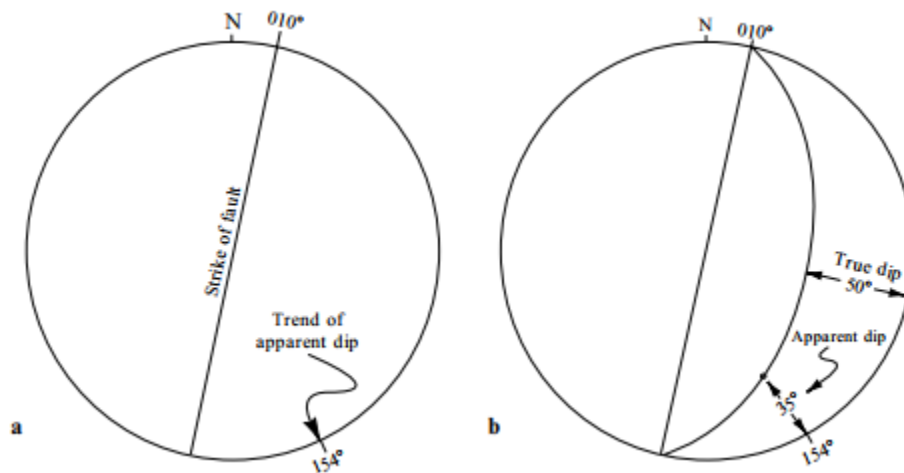 N
010°
Strike of fault
Trend of
apparent dip
154°
a
N
010°
True dip
50°
Apparent dip
35°
154°
b